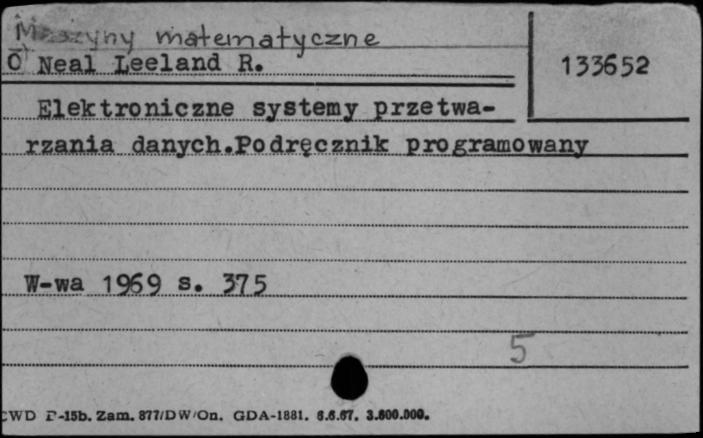 Maszyny matematyczne
O'Neal Leeland R.
133652
Elektroniczne systemy przetwa-
rzania danych.Podręcznik programowany
W-wa 1969 s. 375
5
CWD P-15b. Zam. 877/DW/On. GDA-1881. 6.6.67. 3.800.000.